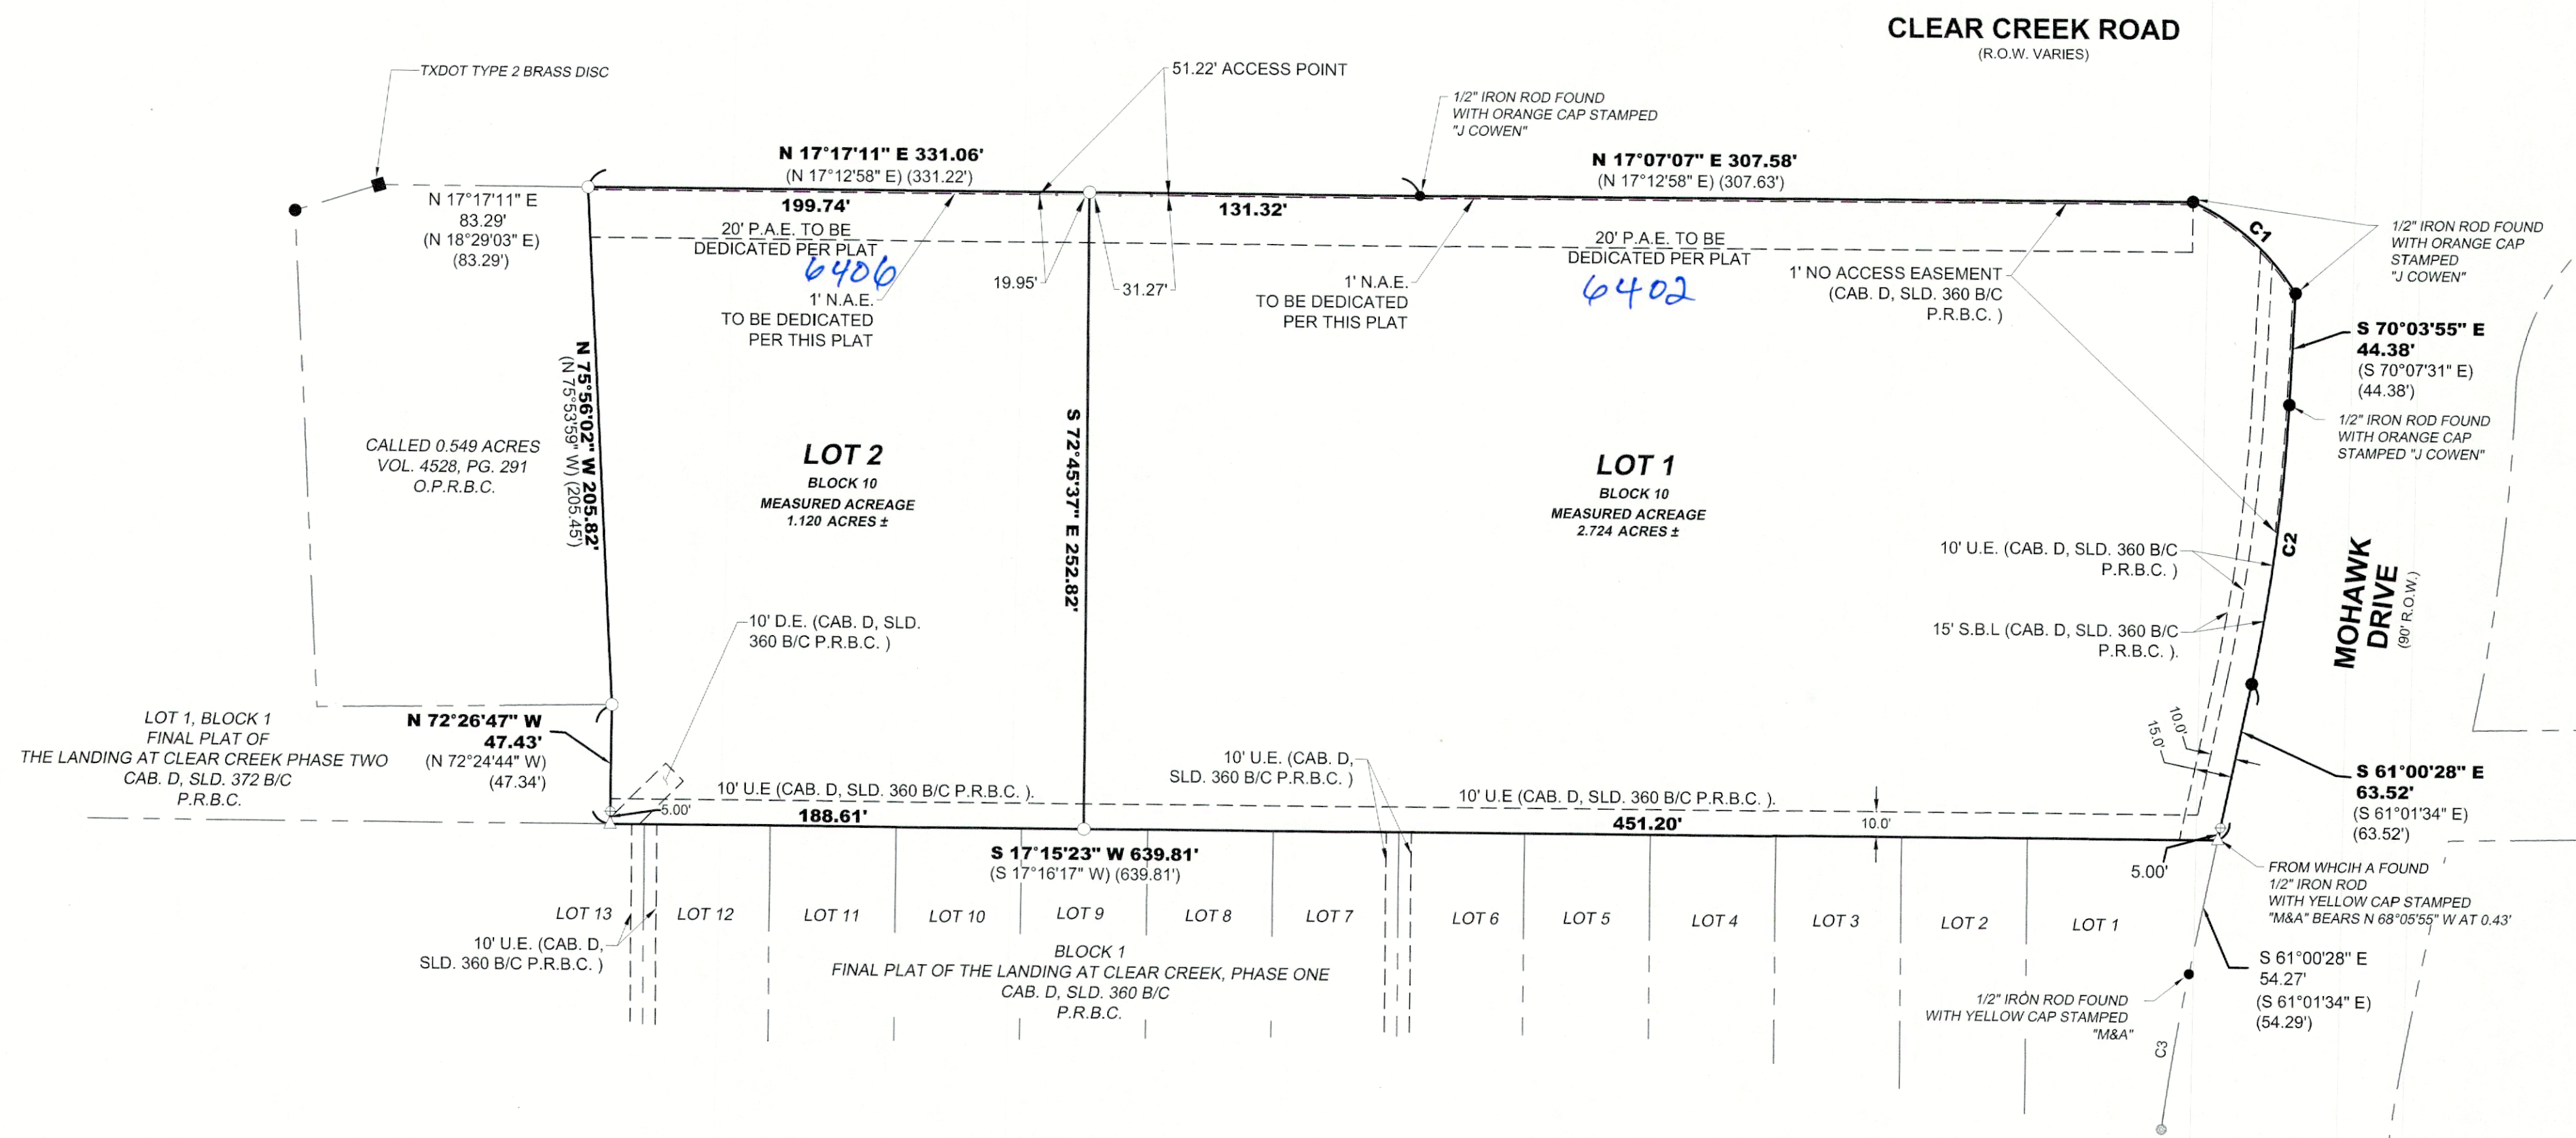 CLEAR CREEK ROAD
(R.O.W. VARIES)
TXDOT TYPE 2 BRASS DISC
51.22' ACCESS POINT
1/2" IRON ROD FOUND
WITH ORANGE CAP STAMPED
"J COWEN"
N 17°17'11" E 331.06'
(N 17°12'58" E) (331.22')
N 17°07'07" E 307.58'
(N 17°12'58" E) (307.63')
N 17°17'11" E
83.29'
(N 18°29'03" E)
(83.29')
199.74'
131.32'
20' P.A.E. TO BE
DEDICATED PER PLAT
6406
1' N.A.E.
TO BE DEDICATED
PER THIS PLAT
19.95'
31.27'
1' N.A.E.
TO BE DEDICATED
PER THIS PLAT
20' P.A.E. TO BE
DEDICATED PER PLAT
6402
1' NO ACCESS EASEMENT
(CAB. D, SLD. 360 B/C
P.R.B.C. )
C1
1/2" IRON ROD FOUND
WITH ORANGE CAP
STAMPED
"J COWEN"
S 70°03'55" E
44.38'
(S 70°07'31" E)
(44.38')
1/2" IRON ROD FOUND
WITH ORANGE CAP
STAMPED "J COWEN"
N 75°56'02" W 205.82'
(N 75°53'59" W) (205.45')
CALLED 0.549 ACRES
VOL. 4528, PG. 291
O.P.R.B.C.
LOT 2
BLOCK 10
MEASURED ACREAGE
1.120 ACRES ±
S 72°45'37" E 252.82'
LOT 1
BLOCK 10
MEASURED ACREAGE
2.724 ACRES ±
10' U.E. (CAB. D, SLD. 360 B/C
P.R.B.C. )
C2
MOHAWK
DRIVE
(90' R.O.W.)
10' D.E. (CAB. D, SLD.
360 B/C P.R.B.C. )
15' S.B.L (CAB. D, SLD. 360 B/C
P.R.B.C. ).
LOT 1, BLOCK 1
FINAL PLAT OF
THE LANDING AT CLEAR CREEK PHASE TWO
CAB. D, SLD. 372 B/C
P.R.B.C.
N 72°26'47" W
47.43'
(N 72°24'44" W)
(47.34')
10.0'
15.0'
10' U.E. (CAB. D,
SLD. 360 B/C P.R.B.C. )
S 61°00'28" E
63.52'
(S 61°01'34" E)
(63.52')
10' U.E (CAB. D, SLD. 360 B/C P.R.B.C. ).
10' U.E (CAB. D, SLD. 360 B/C P.R.B.C. ).
5.00'
188.61'
451.20'
10.0'
S 17°15'23" W 639.81'
(S 17°16'17" W) (639.81')
5.00'
FROM WHCIH A FOUND
1/2" IRON ROD
WITH YELLOW CAP STAMPED
"M&A" BEARS N 68°05'55" W AT 0.43'
LOT 13
LOT 12
LOT 11
LOT 10
LOT 9
LOT 8
LOT 7
LOT 6
LOT 5
LOT 4
LOT 3
LOT 2
LOT 1
10' U.E. (CAB. D,
SLD. 360 B/C P.R.B.C. )
BLOCK 1
FINAL PLAT OF THE LANDING AT CLEAR CREEK, PHASE ONE
CAB. D, SLD. 360 B/C
P.R.B.C.
S 61°00'28" E
54.27'
(S 61°01'34" E)
(54.29')
1/2" IRON ROD FOUND
WITH YELLOW CAP STAMPED
"M&A"
C3